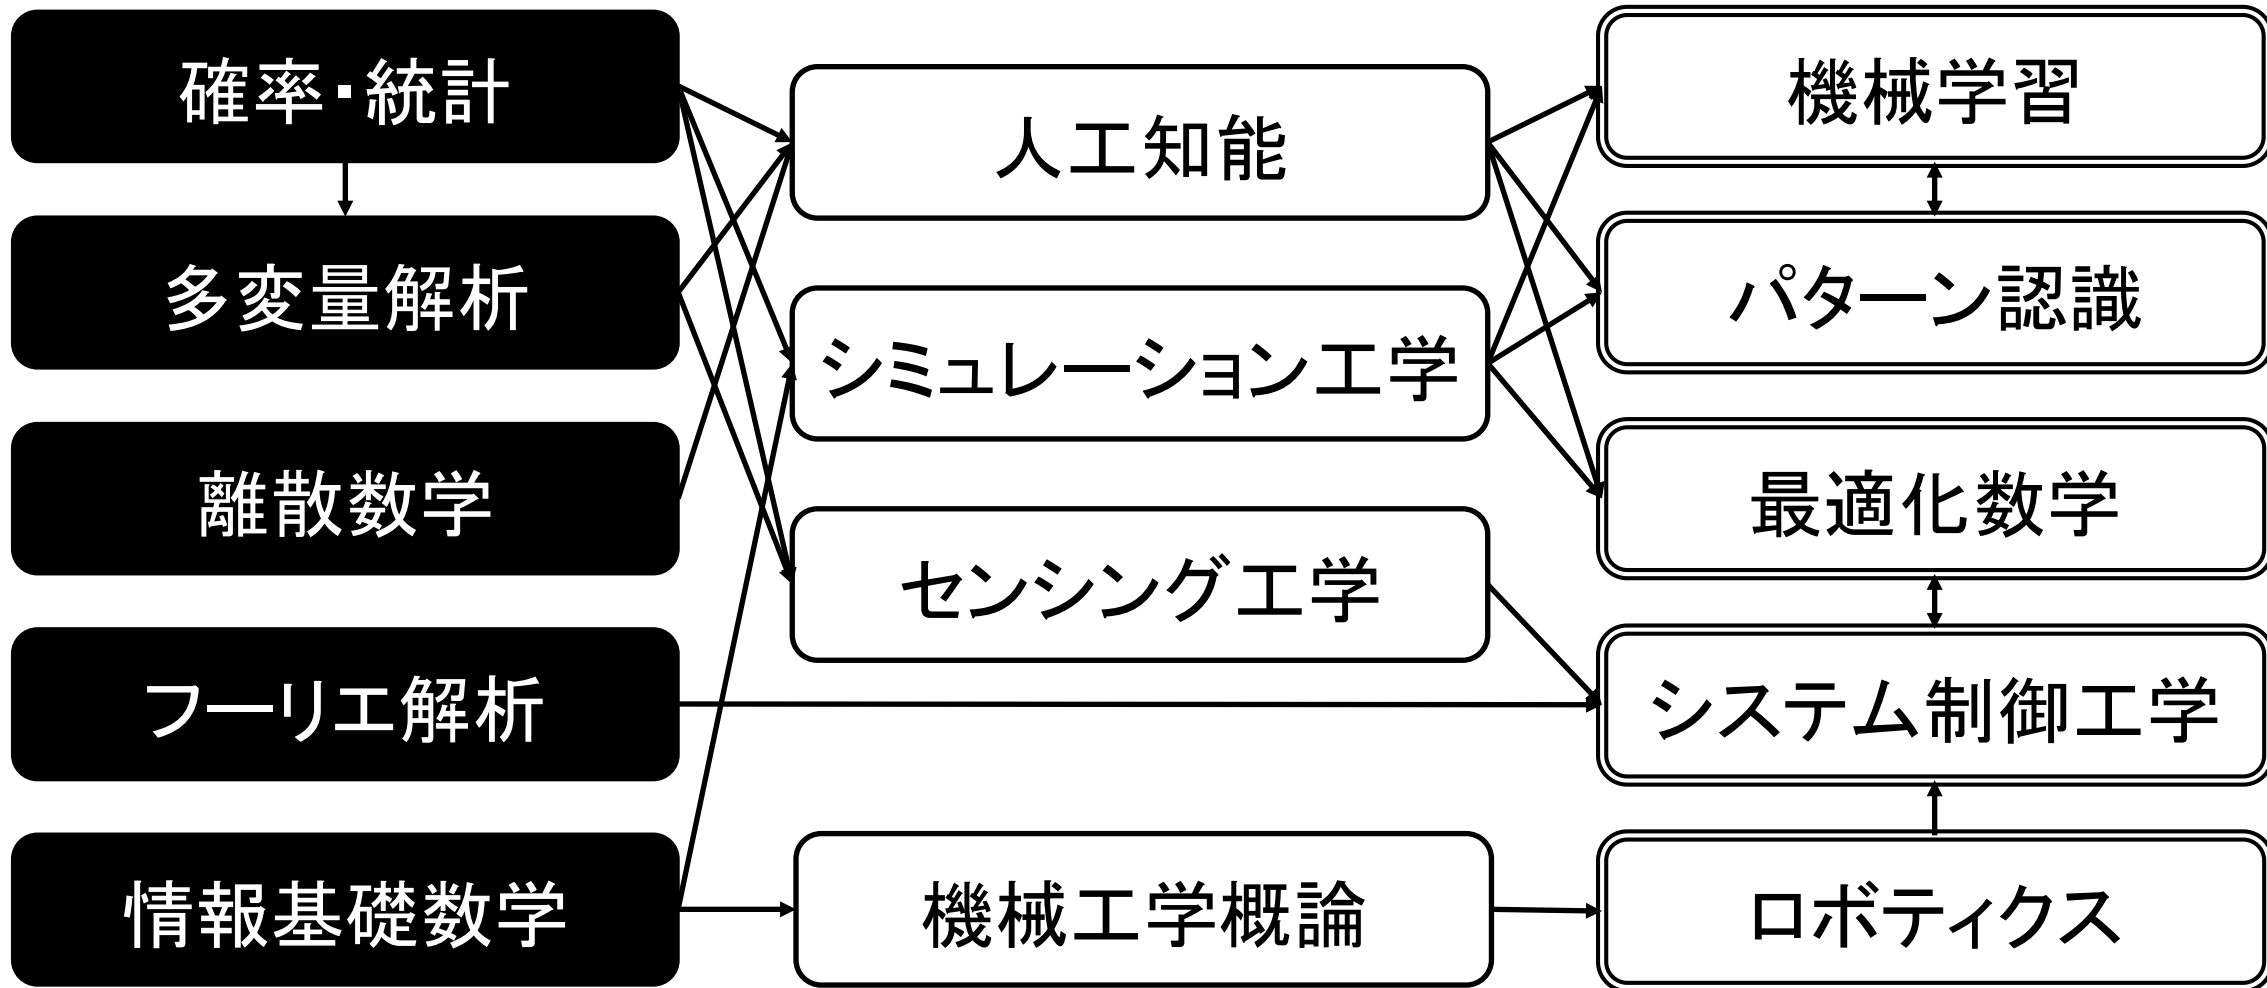 確率・統計
多変量解析
離散数学
フーリエ解析
情報基礎数学
人工知能
シミュレーション工学
センシング工学
機械工学概論
機械学習
パターン認識
最適化数学
システム制御工学
ロボティクス